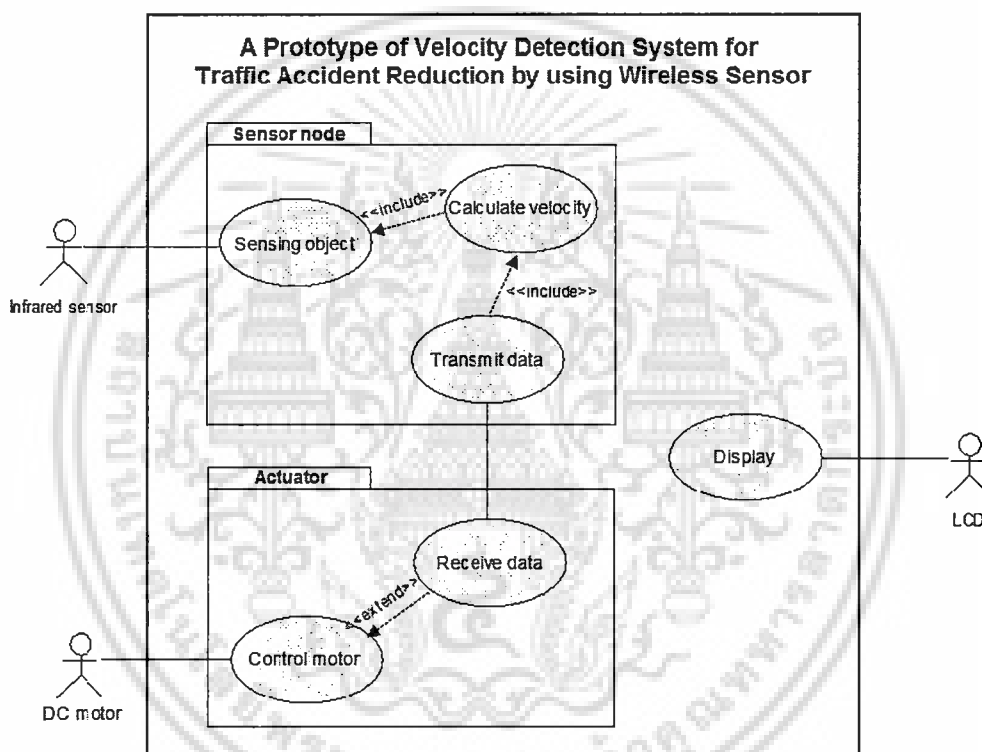 A Prototype of Velocity Detection System for
Traffic Accident Reduction by using Wireless Sensor
Sensor node
<<include>>
Calculate velocity
Sensing object
Infrared sensor
<<include>>
Transmit data
Display
LCD
Actuator
Receive data
<<extend>>
Control motor
DC motor